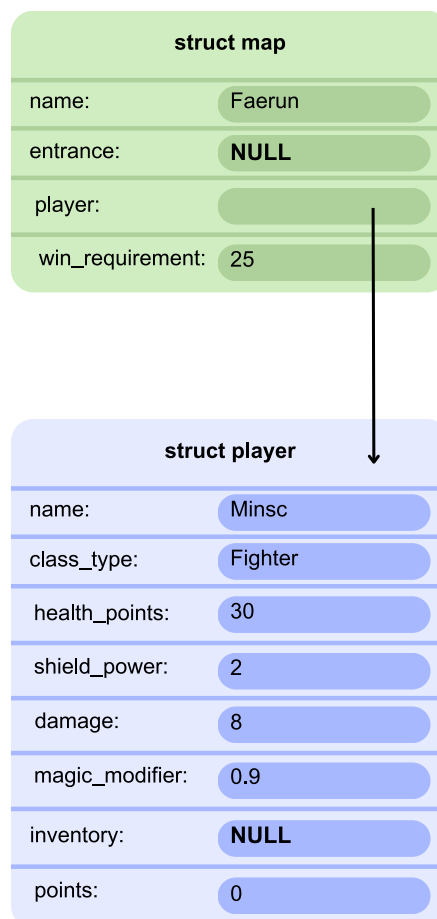 struct map
name: Faerun
entrance: NULL
player:
win_requirement: 25
struct player
name: Minsc
class_type: Fighter
health_points: 30
shield_power: 2
damage: 8
magic_modifier: 0.9
inventory: NULL
points: 0